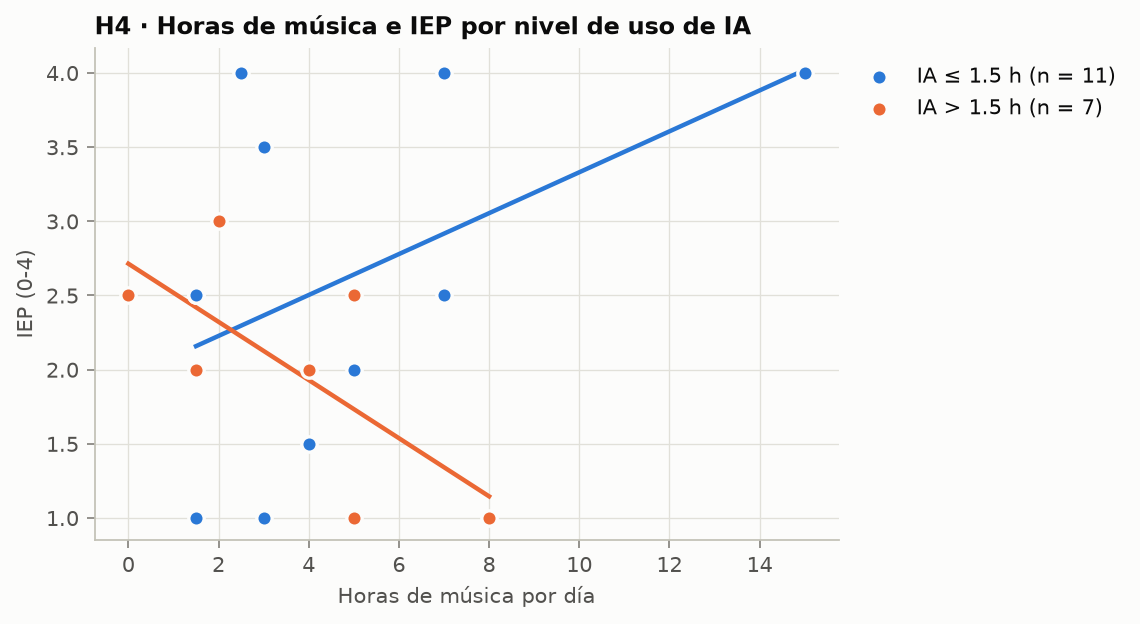 H4 · Horas de música e IEP por nivel de uso de IA
IA ≤ 1.5 h (n = 11)
IA > 1.5 h (n = 7)
IEP (0-4)
4.0
3.5
3.0
2.5
2.0
1.5
1.0
0 2 4 6 8 10 12 14
Horas de música por día